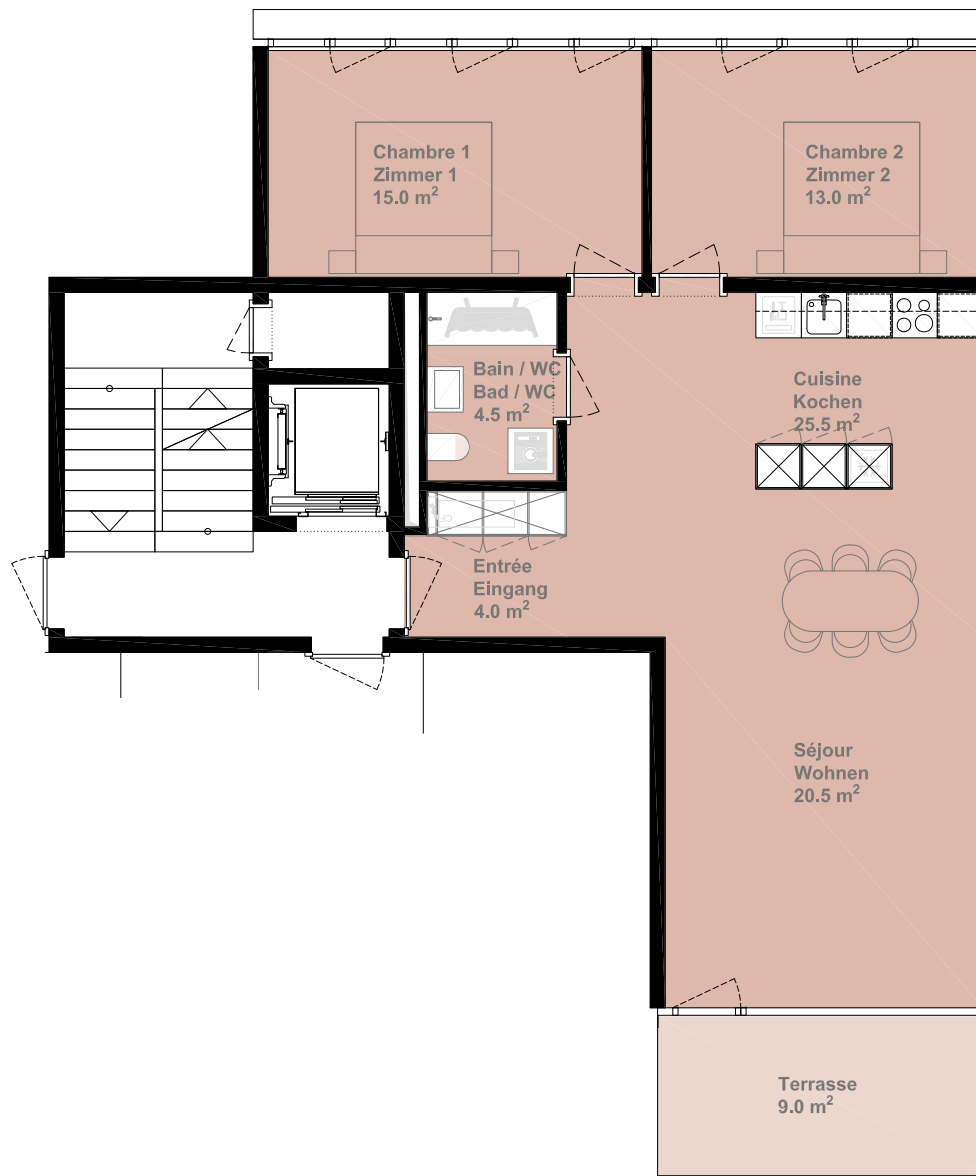 Chambre 1
Zimmer 1
15.0 m²
Chambre 2
Zimmer 2
13.0 m²
Bain / WC
Bad / WC
4.5 m²
Cuisine
Kochen
25.5 m²
Entrée
Eingang
4.0 m²
Séjour
Wohnen
20.5 m²
Terrasse
9.0 m²